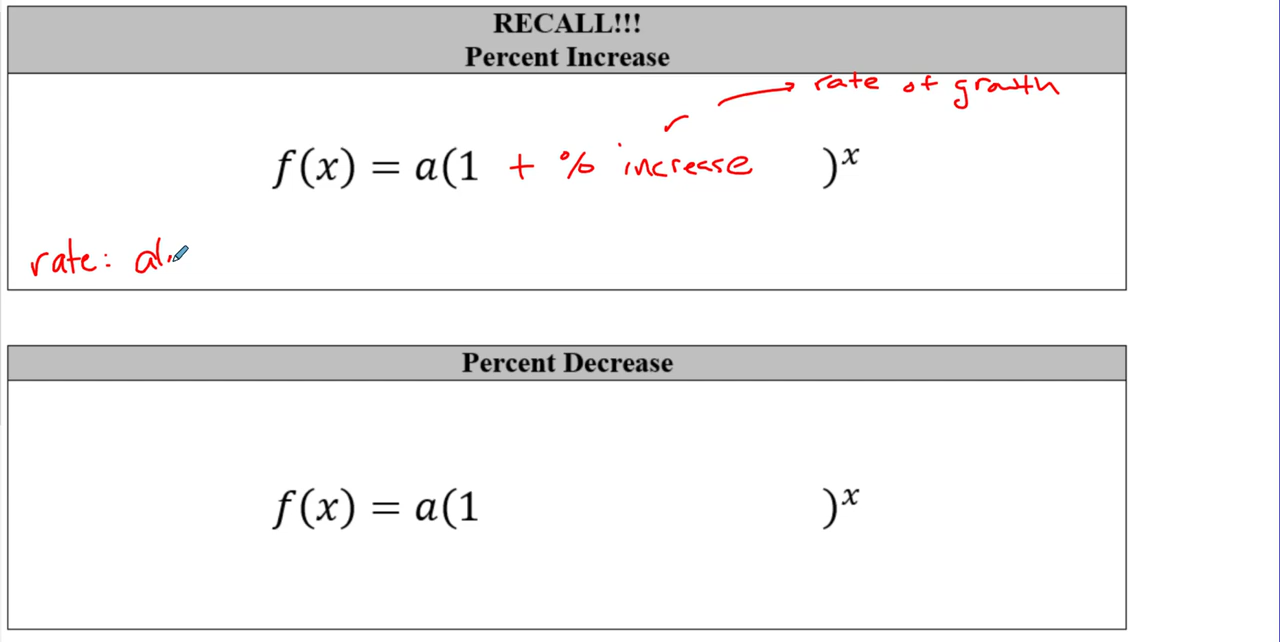 RECALL!!!
Percent Increase
rate of growth
f(x) = a(1 + % increase )ˣ
rate:
Percent Decrease
f(x) = a(1 )ˣ